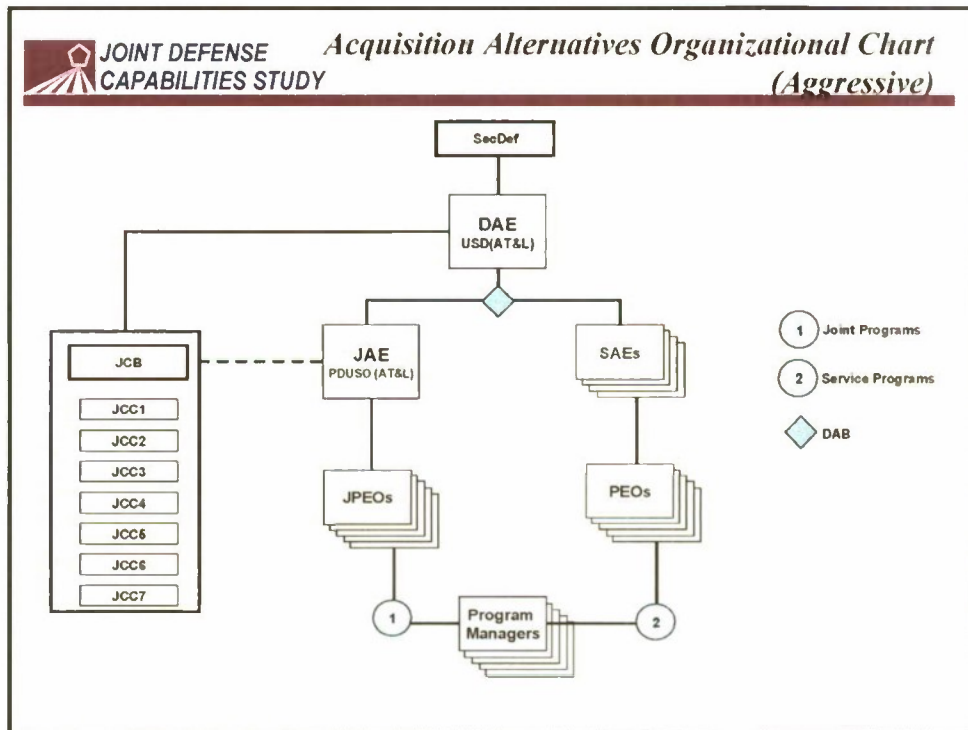 JOINT DEFENSE
CAPABILITIES STUDY
Acquisition Alternatives Organizational Chart
(Aggressive)
SecDef
DAE
USD(AT&L)
JCB
JCC1
JCC2
JCC3
JCC4
JCC5
JCC6
JCC7
JAE
PDUSD (AT&L)
SAEs
JPEOs
PEOs
1
Program
Managers
2
1 Joint Programs
2 Service Programs
DAB